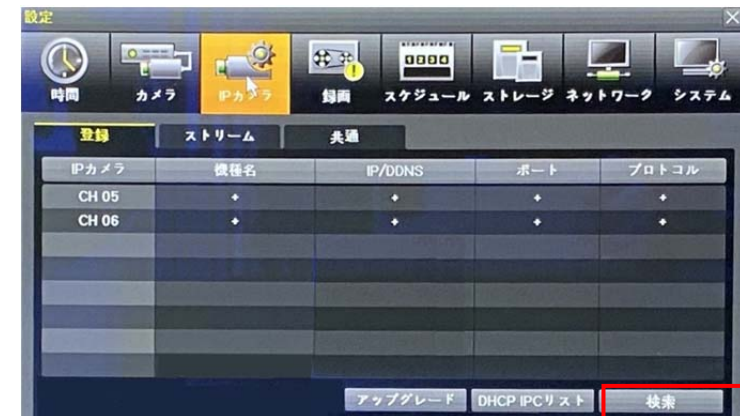 設定
時間 カメラ IPカメラ 録画 スケジュール ストレージ ネットワーク システム
登録 ストリーム 共通
IPカメラ 機種名 IP/DDNS ポート プロトコル
CH 05 + + + +
CH 06 + + + +
アップグレード DHCP IPCリスト 検索